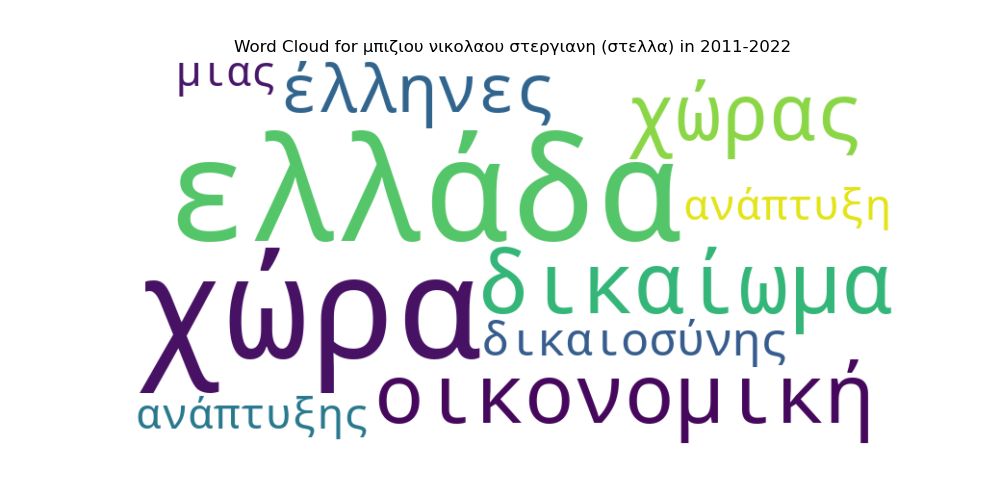 Word Cloud for μπιζιου νικολαου στεργιανη (στελλα) in 2011-2022
μιας
έλληνες
χώρας
ελλάδα
ανάπτυξη
χώρα
δικαίωμα
δικαιοσύνης
ανάπτυξης
οικονομική